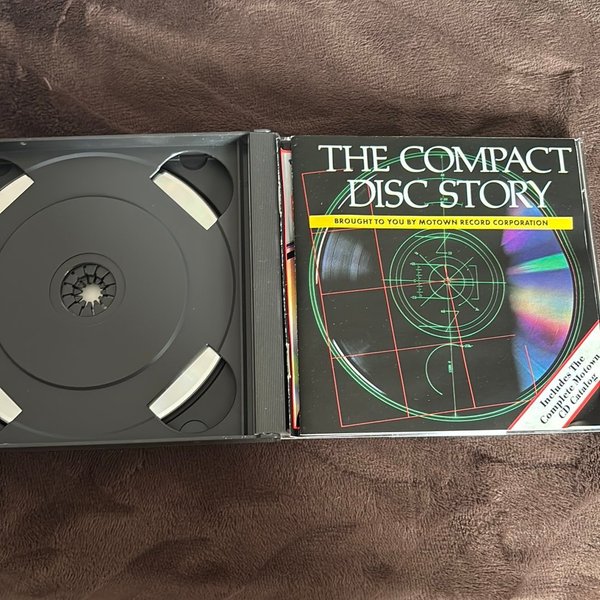 THE COMPACT
DISC STORY
BROUGHT TO YOU BY MOTOWN RECORD CORPORATION
Includes The
Complete Motown
CD Catalog